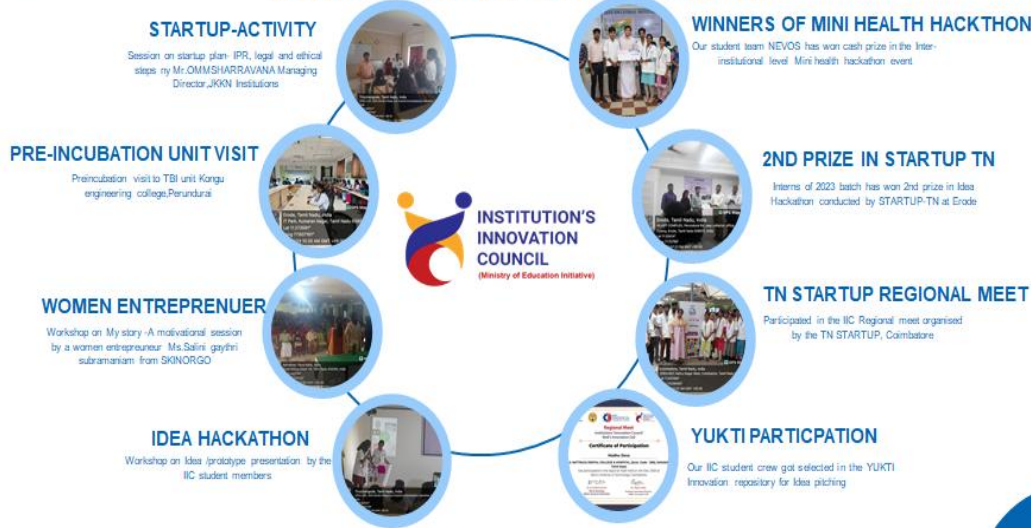 STARTUP-ACTIVITY
Session on startup plan- IPR, legal and ethical
steps ny Mr.OMMSHARRAVANA Managing
Director,JKKN Institutions
PRE-INCUBATION UNIT VISIT
Preincubation visit to TBI unit Kongu
engineering college,Perundurai
WOMEN ENTREPRENUER
Workshop on My story -A motivational session
by a women entrepreuneur Ms.Salini gaythri
subramaniam from SKINORGO
IDEA HACKATHON
Workshop on Idea /prototype presentation by the
IIC student members
INSTITUTION'S
INNOVATION
COUNCIL
(Ministry of Education Initiative)
WINNERS OF MINI HEALTH HACKTHON
Our student team NEVOS has won cash prize in the Inter-
institutional level Mini health hackathon event
2ND PRIZE IN STARTUP TN
Interns of 2023 batch has won 2nd prize in Idea
Hackathon conducted by STARTUP-TN at Erode
Erode, Tamil Nadu, India
TN STARTUP REGIONAL MEET
Participated in the IIC Regional meet organised
by the TN STARTUP, Coimbatore
YUKTI PARTICPATION
Our IIC student crew got selected in the YUKTI
Innovation repository for Idea pitching
Regional Meet
Certificate of Participation